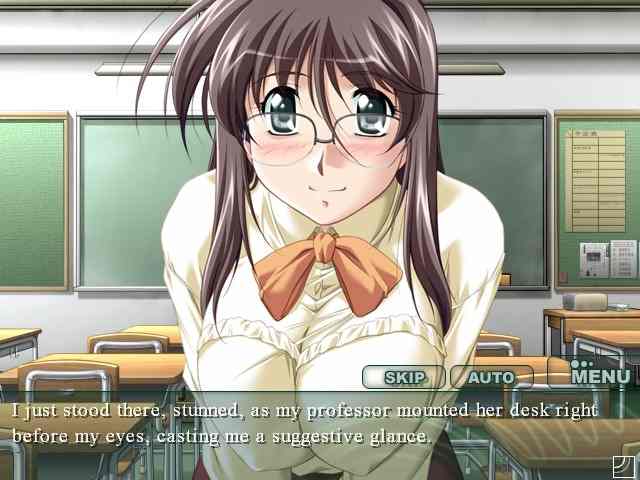 SKIP AUTO MENU
I just stood there, stunned, as my professor mounted her desk right
before my eyes, casting me a suggestive glance.